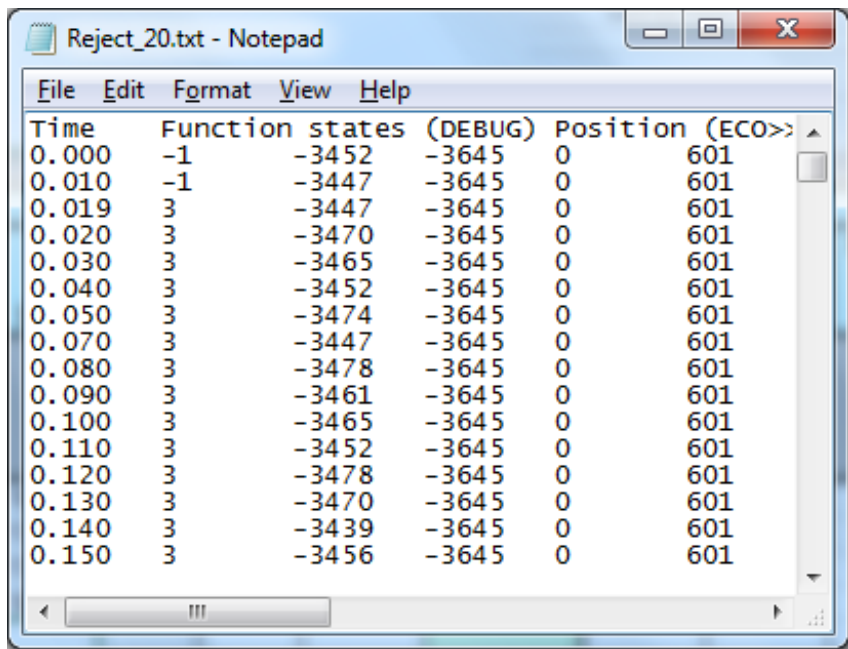 Reject_20.txt - Notepad
File Edit Format View Help
Time Function states (DEBUG) Position (ECO>>
0.000 -1 -3452 -3645 0 601
0.010 -1 -3447 -3645 0 601
0.019 3 -3447 -3645 0 601
0.020 3 -3470 -3645 0 601
0.030 3 -3465 -3645 0 601
0.040 3 -3452 -3645 0 601
0.050 3 -3474 -3645 0 601
0.070 3 -3447 -3645 0 601
0.080 3 -3478 -3645 0 601
0.090 3 -3461 -3645 0 601
0.100 3 -3465 -3645 0 601
0.110 3 -3452 -3645 0 601
0.120 3 -3478 -3645 0 601
0.130 3 -3470 -3645 0 601
0.140 3 -3439 -3645 0 601
0.150 3 -3456 -3645 0 601